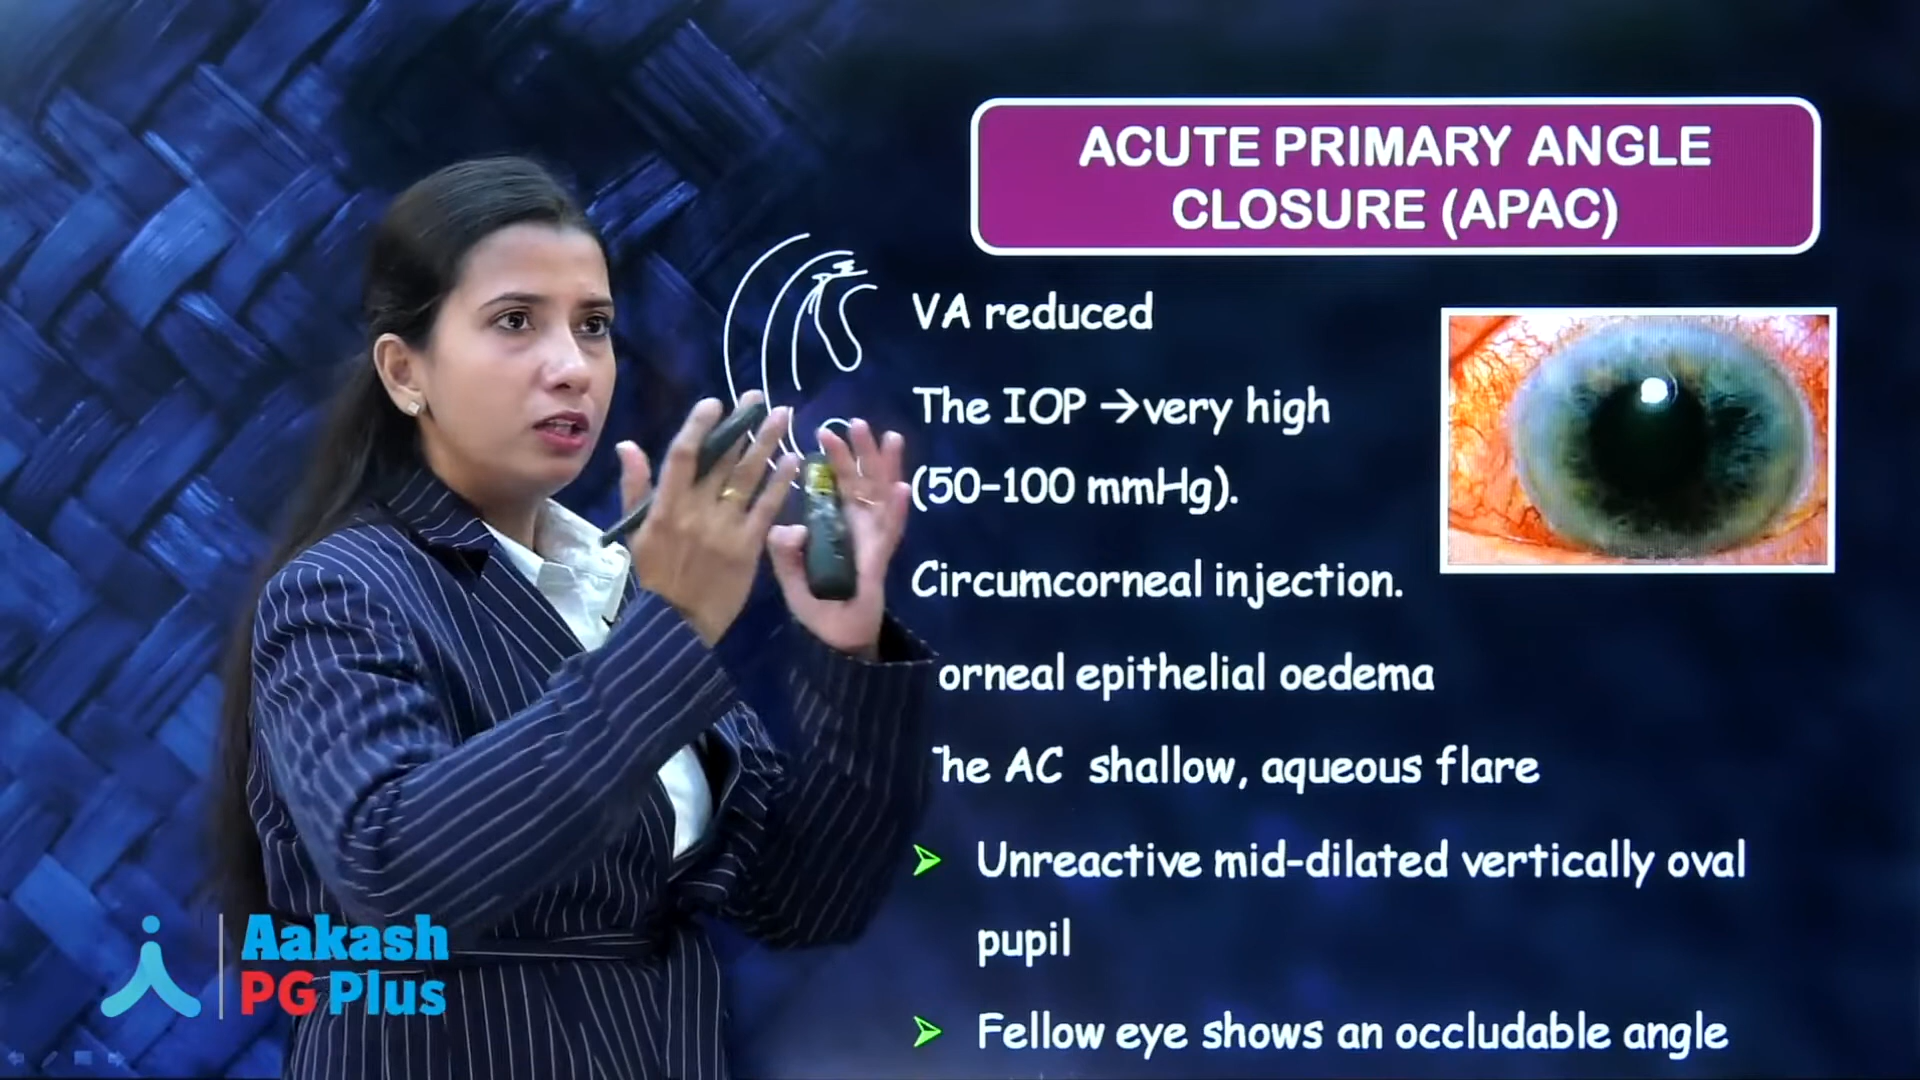 ACUTE PRIMARY ANGLE
CLOSURE (APAC)
VA reduced
The IOP →very high
(50-100 mmHg).
Circumcorneal injection.
orneal epithelial oedema
he AC shallow, aqueous flare
Unreactive mid-dilated vertically oval
pupil
Fellow eye shows an occludable angle
Aakash
PG Plus